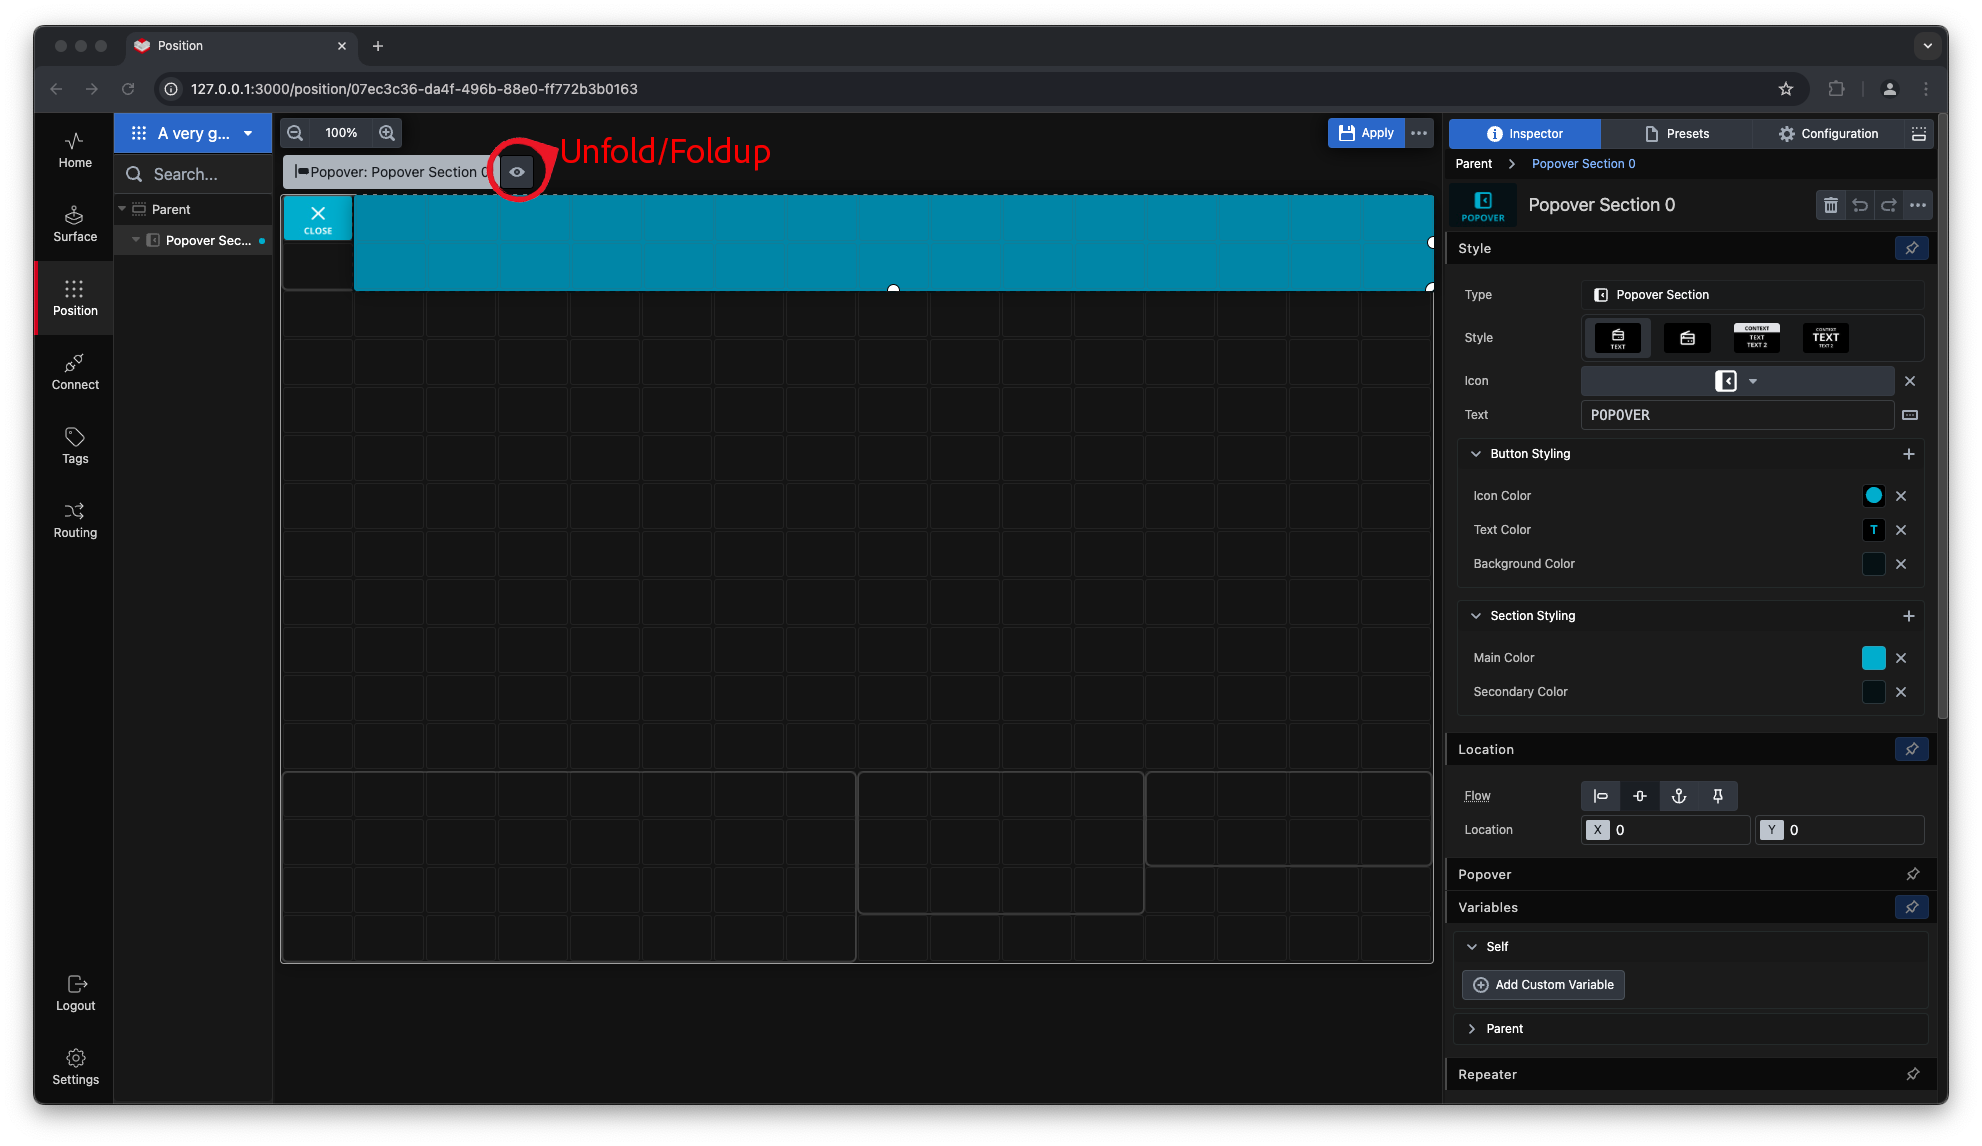 Position
127.0.0.1:3000/position/07ec3c36-da4f-496b-88e0-ff772b3b0163
Home
Surface
Position
Connect
Tags
Routing
Logout
Settings
A very g...
Search...
Parent
Popover Sec...
100%
Apply
Popover: Popover Section 0
Unfold/Foldup
CLOSE
Inspector
Presets
Configuration
Parent
Popover Section 0
POPOVER
Popover Section 0
Style
Type
Popover Section
Style
TEXT
CONTEXT
TEXT
TEXT 2
CONTEXT
TEXT
TEXT 2
Icon
Text
POPOVER
Button Styling
Icon Color
Text Color
T
Background Color
Section Styling
Main Color
Secondary Color
Location
Flow
Location
X 0
Y 0
Popover
Variables
Self
Add Custom Variable
Parent
Repeater